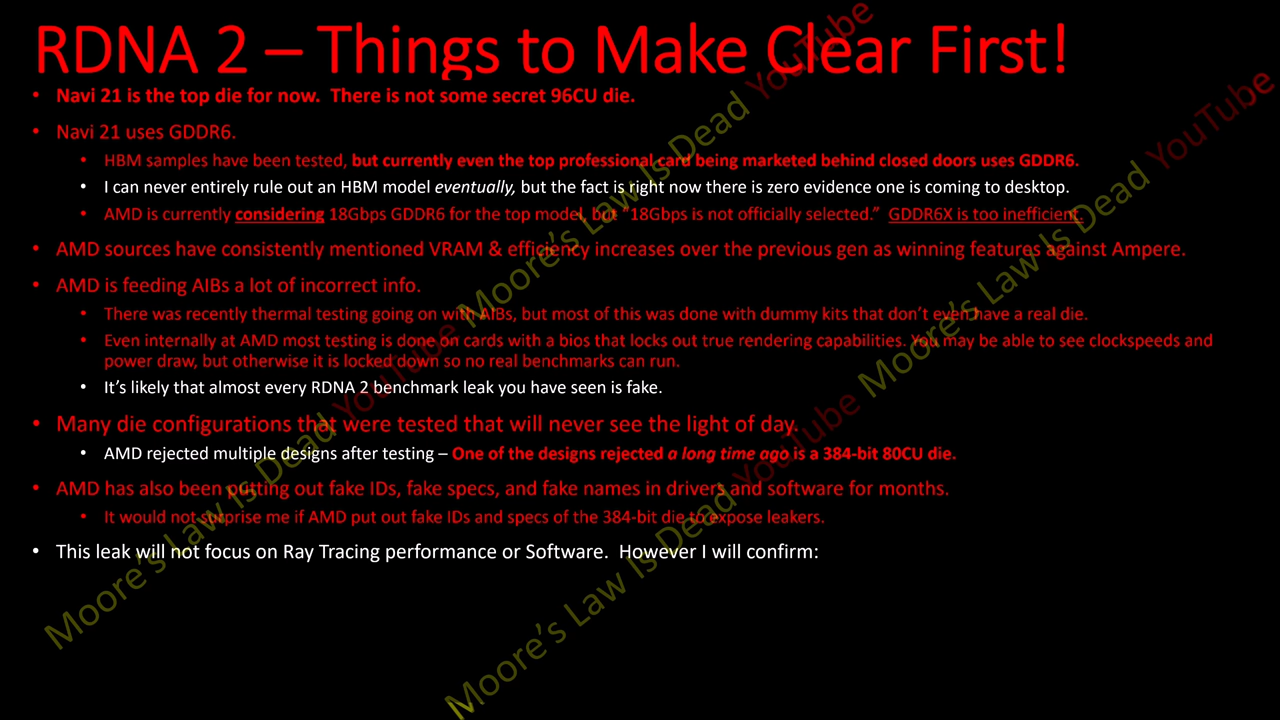 RDNA 2 – Things to Make Clear First!
• Navi 21 is the top die for now.  There is not some secret 96CU die.
• Navi 21 uses GDDR6.
• HBM samples have been tested, but currently even the top professional card being marketed behind closed doors uses GDDR6.
• I can never entirely rule out an HBM model eventually, but the fact is right now there is zero evidence one is coming to desktop.
• AMD is currently considering 18Gbps GDDR6 for the top model, but “18Gbps is not officially selected.”  GDDR6X is too inefficient.
• AMD sources have consistently mentioned VRAM & efficiency increases over the previous gen as winning features against Ampere.
• AMD is feeding AIBs a lot of incorrect info.
• There was recently thermal testing going on with AIBs, but most of this was done with dummy kits that don’t even have a real die.
• Even internally at AMD most testing is done on cards with a bios that locks out true rendering capabilities. You may be able to see clockspeeds and
power draw, but otherwise it is locked down so no real benchmarks can run.
• It’s likely that almost every RDNA 2 benchmark leak you have seen is fake.
• Many die configurations that were tested that will never see the light of day.
• AMD rejected multiple designs after testing – One of the designs rejected a long time ago is a 384-bit 80CU die.
• AMD has also been putting out fake IDs, fake specs, and fake names in drivers and software for months.
• It would not surprise me if AMD put out fake IDs and specs of the 384-bit die to expose leakers.
• This leak will not focus on Ray Tracing performance or Software.  However I will confirm:
Moore’s Law Is Dead YouTube Moore’s Law Is Dead YouTube
Moore’s Law Is Dead YouTube Moore’s Law Is Dead YouTube